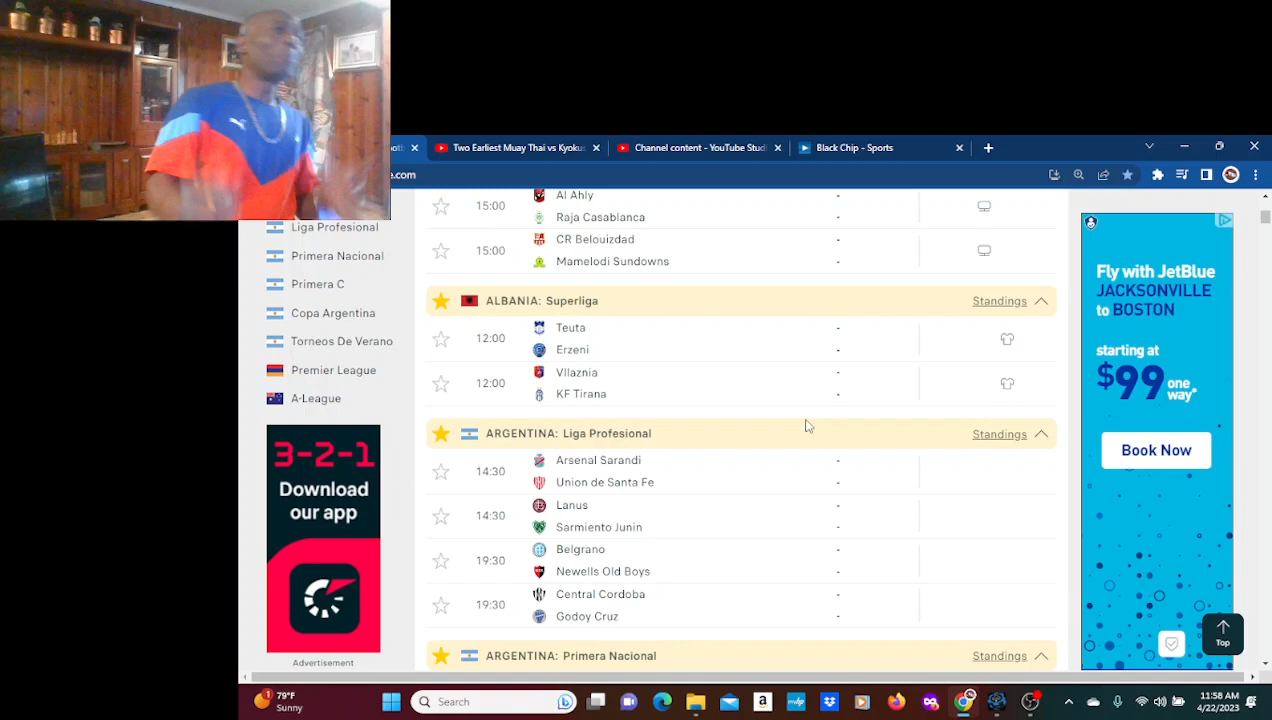 otb
Two Earliest Muay Thai vs Kyokus
Channel content - YouTube Studi
Black Chip - Sports
e.com
Liga Profesional
Primera Nacional
Primera C
Copa Argentina
Torneos De Verano
Premier League
A-League
3-2-1
Download
our app
Advertisement
15:00
Al Ahly
-
Raja Casablanca
-
15:00
CR Belouizdad
-
Mamelodi Sundowns
-
ALBANIA: Superliga
Standings
12:00
Teuta
-
Erzeni
-
12:00
Vllaznia
-
KF Tirana
-
ARGENTINA: Liga Profesional
Standings
14:30
Arsenal Sarandi
-
Union de Santa Fe
-
14:30
Lanus
-
Sarmiento Junin
-
19:30
Belgrano
-
Newells Old Boys
-
19:30
Central Cordoba
-
Godoy Cruz
-
ARGENTINA: Primera Nacional
Standings
Fly with JetBlue
JACKSONVILLE
to BOSTON
starting at
$99 one way*
Book Now
Top
1
79°F
Sunny
Search
a
11:58 AM
4/22/2023